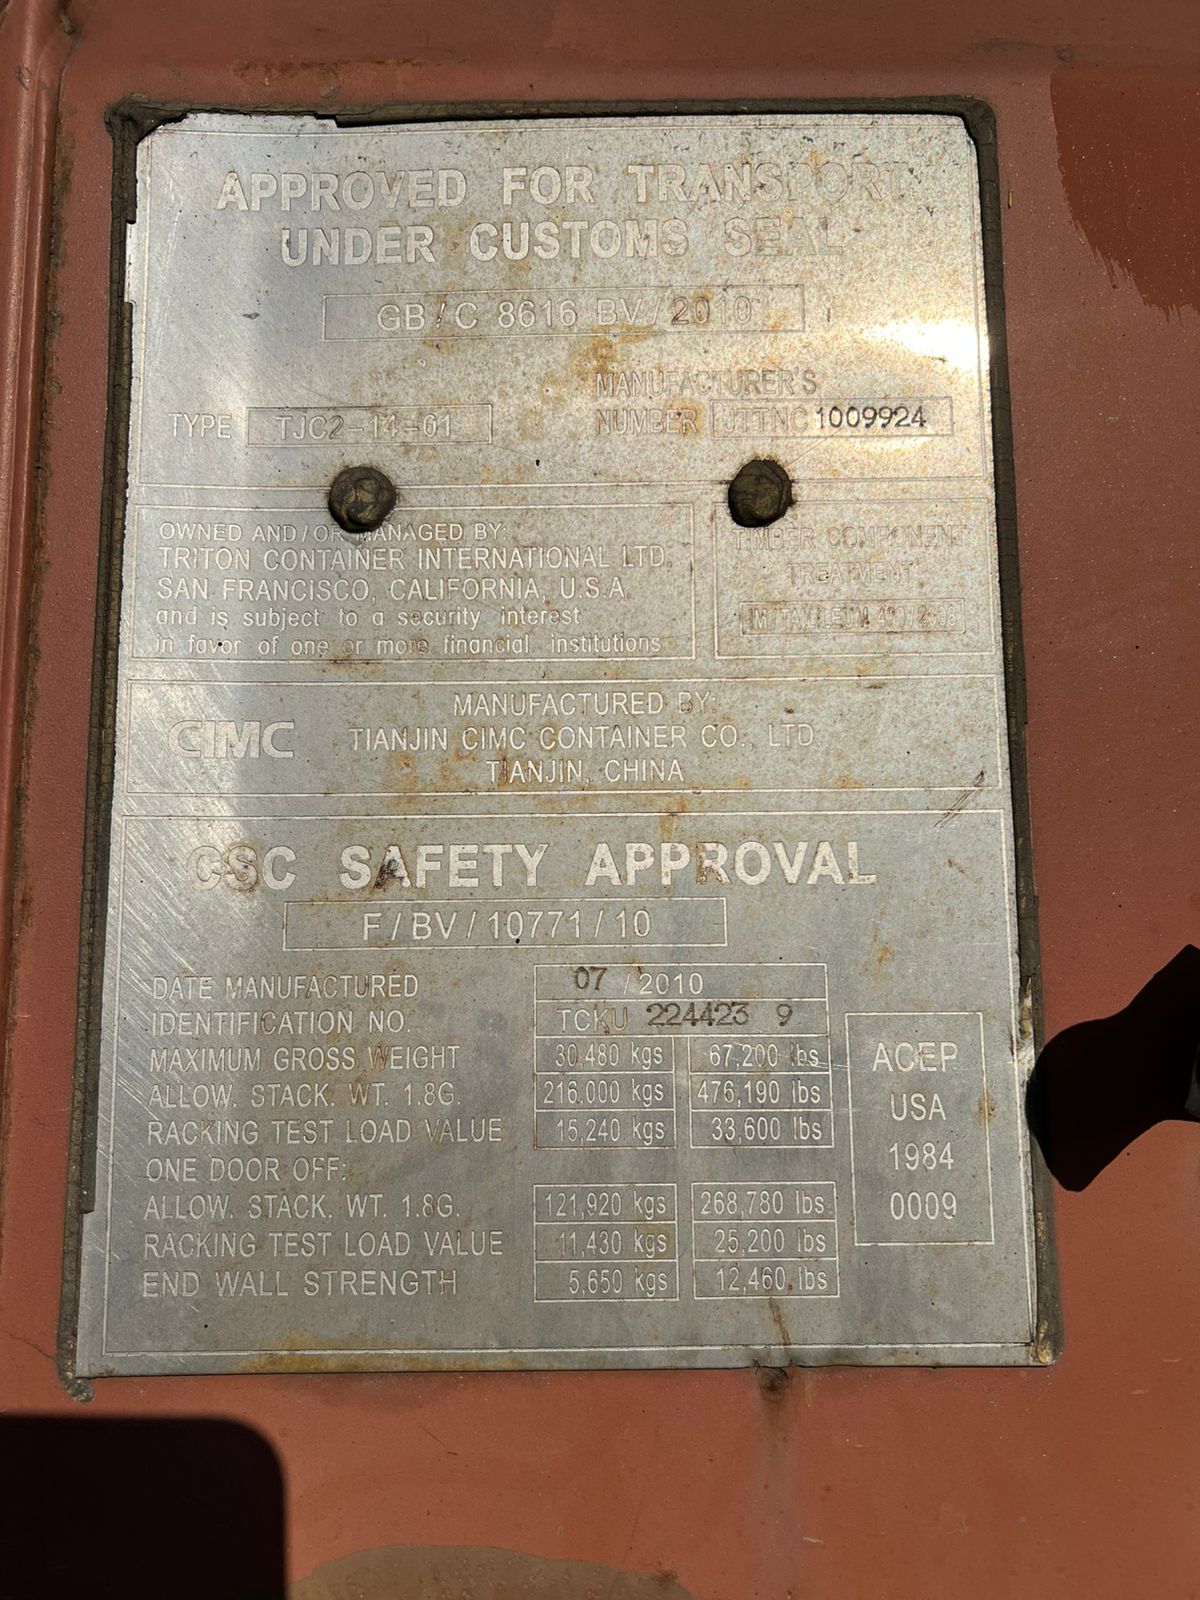 APPROVED FOR TRANSPORT
UNDER CUSTOMS SEAL
GB/C 8616 BV/2010
MANUFACTURER'S
TYPE TJC2-14-01 NUMBER JTTNC1009924
OWNED AND/OR MANAGED BY:
TRITON CONTAINER INTERNATIONAL LTD.
SAN FRANCISCO, CALIFORNIA, U.S.A.
and is subject to a security interest
in favor of one or more financial institutions
TIMBER COMPONENT
TREATMENT
CIMC
MANUFACTURED BY:
TIANJIN CIMC CONTAINER CO., LTD.
TIANJIN, CHINA
CSC SAFETY APPROVAL
F/BV/10771/10
DATE MANUFACTURED 07 /2010
IDENTIFICATION NO. TCKU 224423 9
MAXIMUM GROSS WEIGHT 30,480 kgs 67,200 lbs
ALLOW. STACK. WT. 1.8G. 216,000 kgs 476,190 lbs
RACKING TEST LOAD VALUE 15,240 kgs 33,600 lbs
ONE DOOR OFF:
ALLOW. STACK. WT. 1.8G. 121,920 kgs 268,780 lbs
RACKING TEST LOAD VALUE 11,430 kgs 25,200 lbs
END WALL STRENGTH 5,650 kgs 12,460 lbs
ACEP
USA
1984
0009